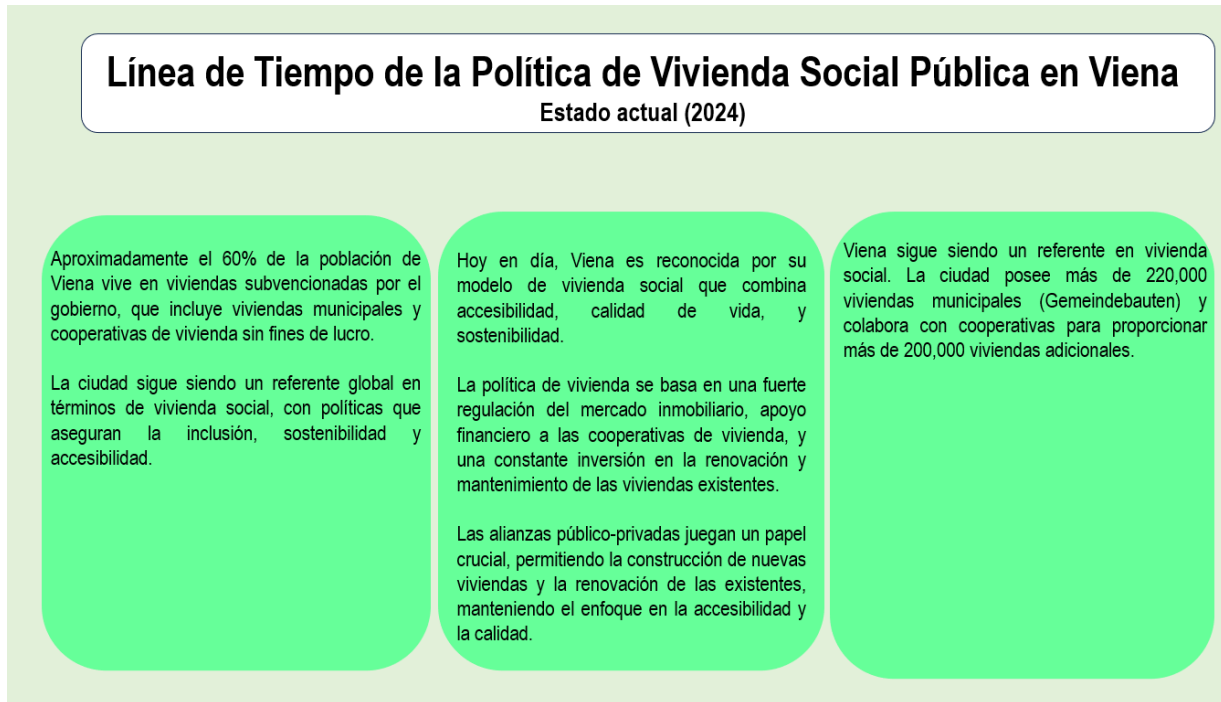 Línea de Tiempo de la Política de Vivienda Social Pública en Viena
Estado actual (2024)
Aproximadamente el 60% de la población de
Viena vive en viviendas subvencionadas por el
gobierno, que incluye viviendas municipales y
cooperativas de vivienda sin fines de lucro.
La ciudad sigue siendo un referente global en
términos de vivienda social, con políticas que
aseguran la inclusión, sostenibilidad y
accesibilidad.
Hoy en día, Viena es reconocida por su
modelo de vivienda social que combina
accesibilidad, calidad de vida, y
sostenibilidad.
La política de vivienda se basa en una fuerte
regulación del mercado inmobiliario, apoyo
financiero a las cooperativas de vivienda, y
una constante inversión en la renovación y
mantenimiento de las viviendas existentes.
Las alianzas público-privadas juegan un papel
crucial, permitiendo la construcción de nuevas
viviendas y la renovación de las existentes,
manteniendo el enfoque en la accesibilidad y
la calidad.
Viena sigue siendo un referente en vivienda
social. La ciudad posee más de 220,000
viviendas municipales (Gemeindebauten) y
colabora con cooperativas para proporcionar
más de 200,000 viviendas adicionales.